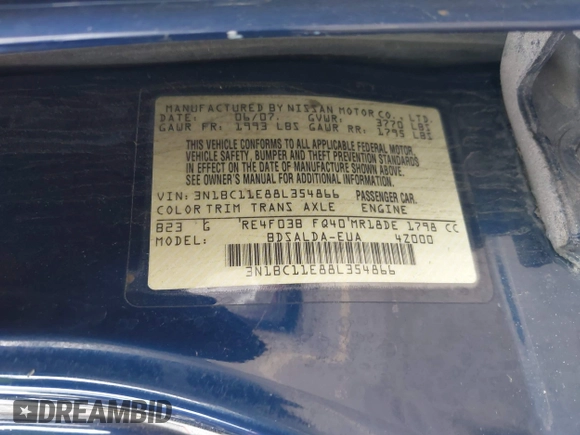 MANUFACTURED BY NISSAN MOTOR CO., LTD.
DATE: 06/07. GVWR: 3770 LBS
GAWR FR: 1993 LBS GAWR RR: 1795 LBS
THIS VEHICLE CONFORMS TO ALL APPLICABLE FEDERAL MOTOR
VEHICLE SAFETY, BUMPER AND THEFT PREVENTION STANDARDS
IN EFFECT ON THE DATE OF MANUFACTURE SHOWN ABOVE.
SEE OWNER'S MANUAL FOR ADDITIONAL INFORMATION.
VIN: 3N1BC11E88L354866 PASSENGER CAR.
COLOR TRIM TRANS AXLE ENGINE
B23 G RE4F03B FQ40 MR18DE 1798 CC
MODEL: BDSALDA-EUA 4Z000
3N1BC11E88L354866
DREAMBID